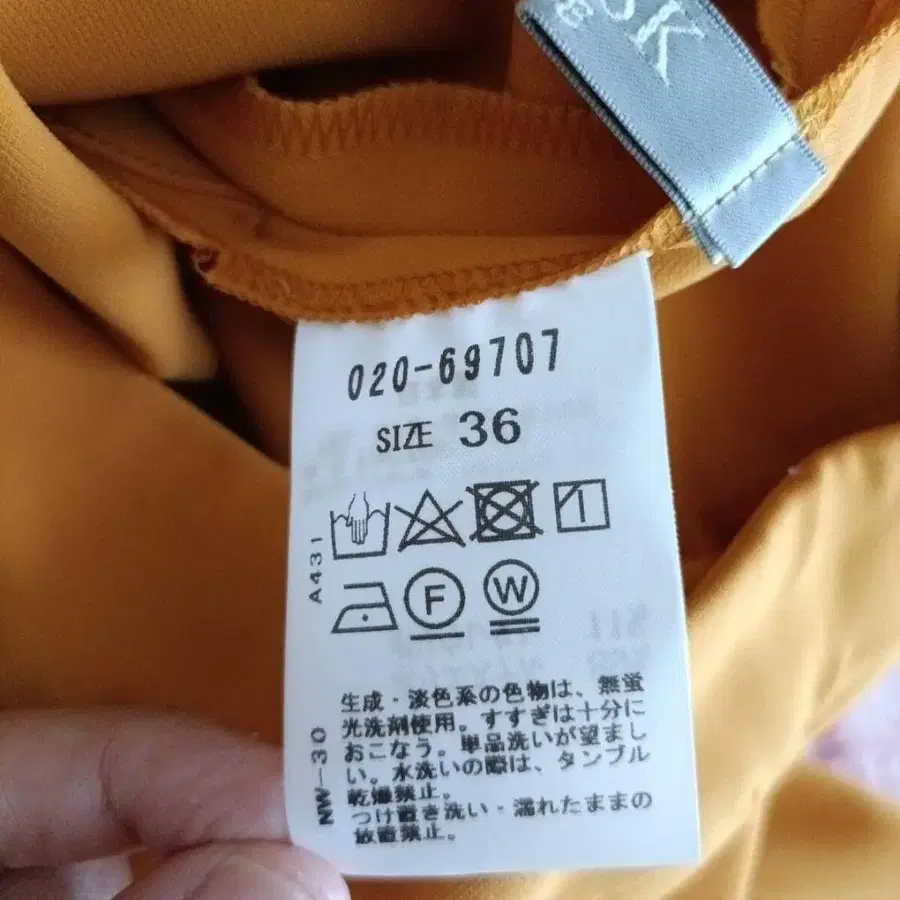 SK
020-69707
SIZE 36
A431
F W
NW-30
生成・淡色系の色物は、無蛍
光洗剤使用。すすぎは十分に
おこなう。単品洗いが望まし
い。水洗いの際は、タンブル
乾燥禁止。
つけ置き洗い・濡れたままの
放置禁止。